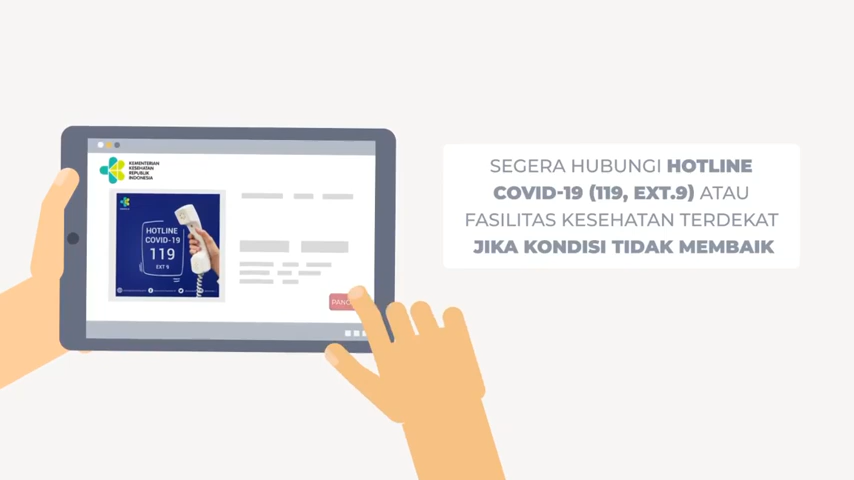 KEMENTERIAN
KESEHATAN
REPUBLIK
INDONESIA
HOTLINE
COVID-19
119
EXT 9
SEGERA HUBUNGI HOTLINE
COVID-19 (119, EXT.9) ATAU
FASILITAS KESEHATAN TERDEKAT
JIKA KONDISI TIDAK MEMBAIK